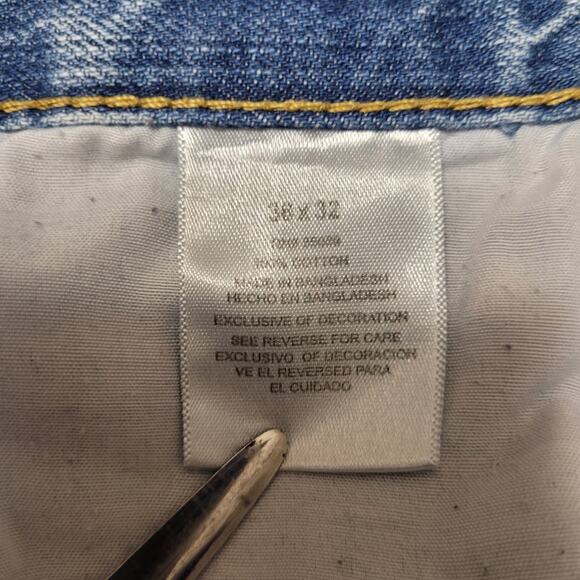 36 x 32
100% COTTON
MADE IN BANGLADESH
HECHO EN BANGLADESH
EXCLUSIVE OF DECORATION
SEE REVERSE FOR CARE
EXCLUSIVO OF DECORACION
VE EL REVERSED PARA
EL CUIDADO